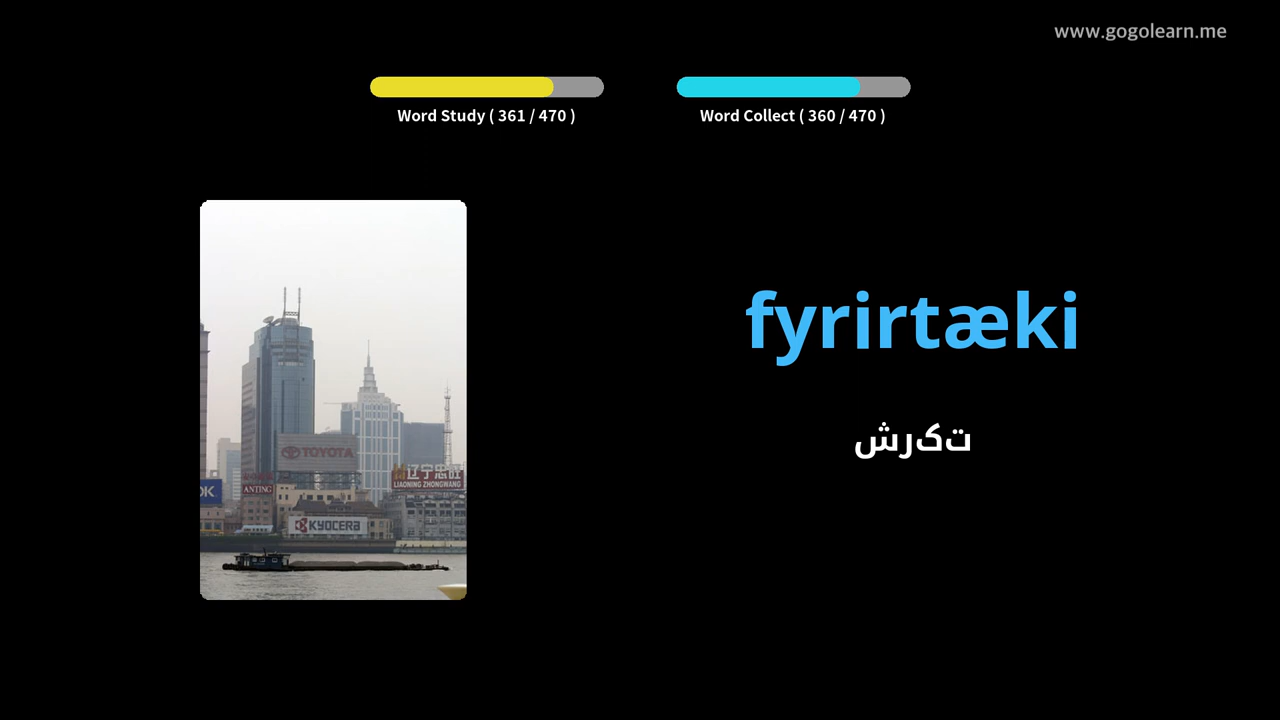 www.gogolearn.me
Word Study ( 361 / 470 )
Word Collect ( 360 / 470 )
fyrirtæki
تکرش
TOYOTA
辽宁忠旺
LIAONING ZHONGWANG
OK
ANTING
KYOCERA